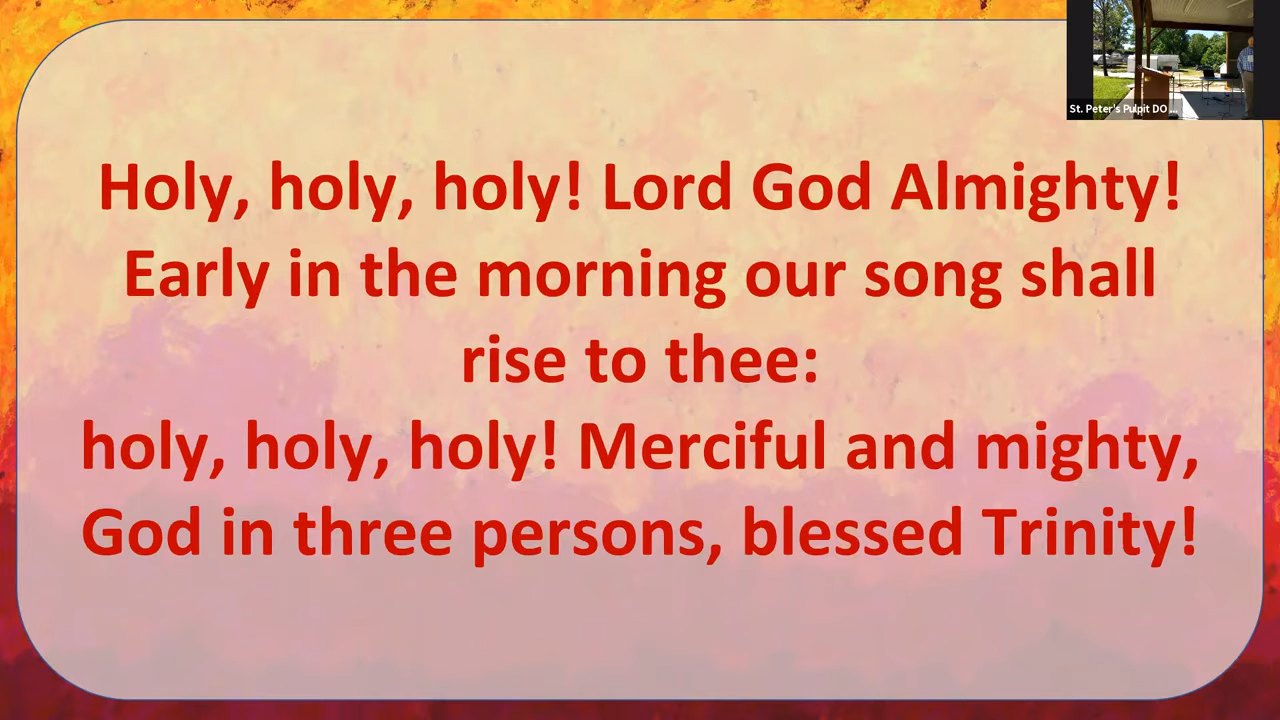 St. Peter's Pulpit DO ...
Holy, holy, holy! Lord God Almighty!
Early in the morning our song shall
rise to thee:
holy, holy, holy! Merciful and mighty,
God in three persons, blessed Trinity!